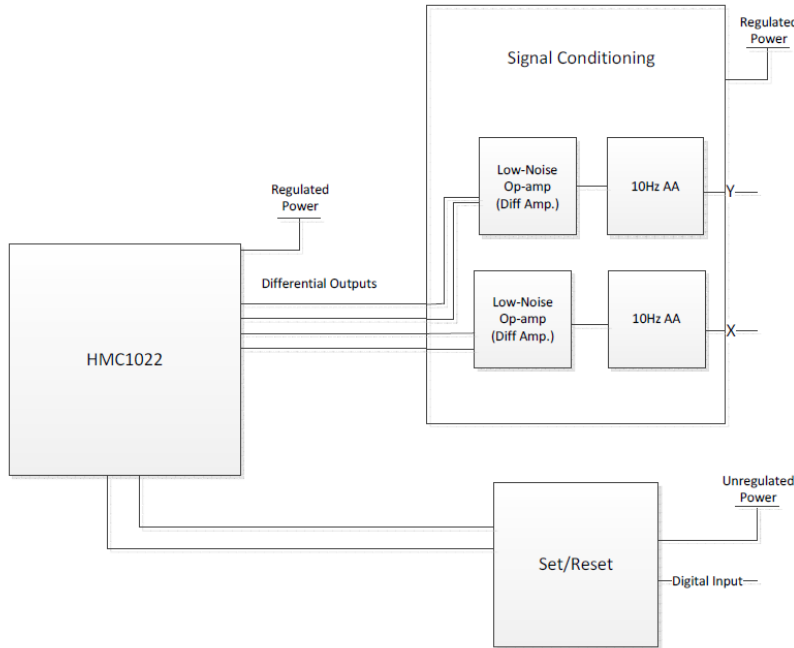 Regulated
Power
Signal Conditioning
Low-Noise
Op-amp
(Diff Amp.)
10Hz AA
Y
Regulated
Power
Differential Outputs
Low-Noise
Op-amp
(Diff Amp.)
10Hz AA
X
HMC1022
Unregulated
Power
Set/Reset
Digital Input